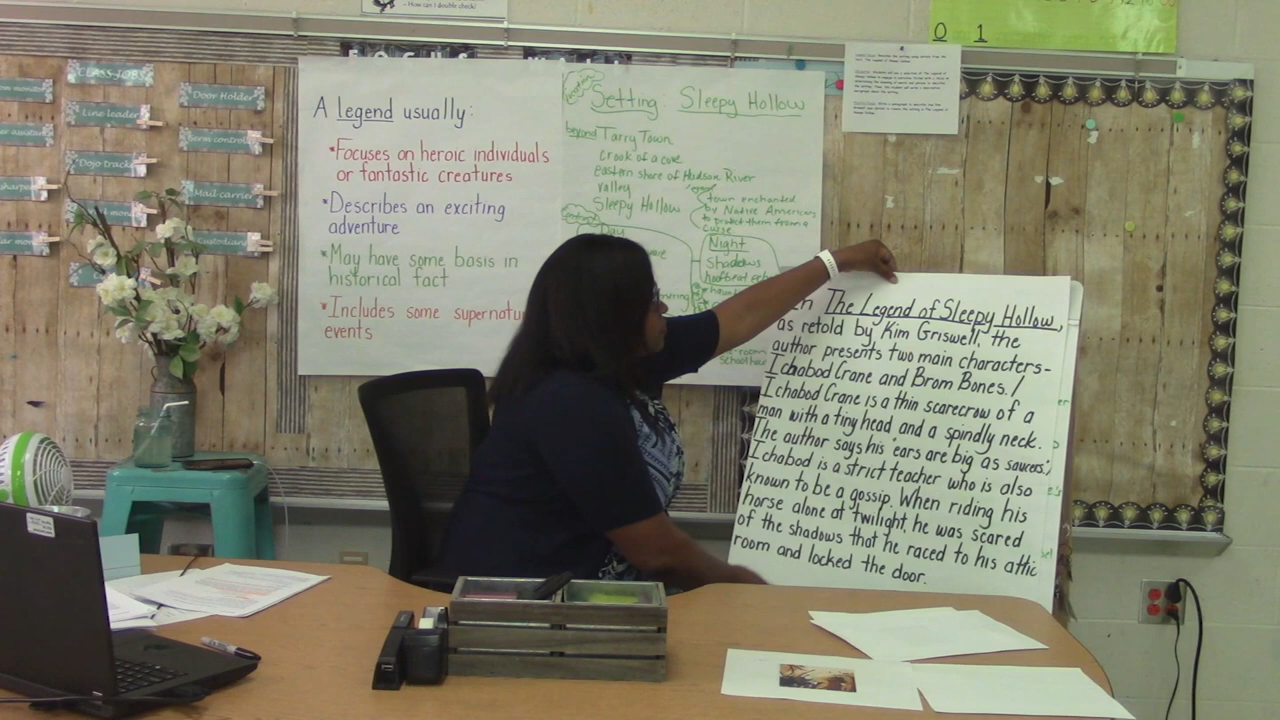 – How can I double check!
0 1
CLASS JOBS
Door Holder
Line leader
Dojo track
Mail carrier
A legend usually:
*Focuses on heroic individuals
or fantastic creatures
*Describes an exciting
adventure
*May have some basis in
historical fact
*Includes some supernatu
events
Setting: Sleepy Hollow
beyond Tarry Town
crook of a cove
eastern shore of Hudson River
valley
Sleepy Hollow
town enchanted
by Native Americans
to protect them from a
curse
Day
Night
Shadows
hoofbeat
The Legend of Sleepy Hollow,
as retold by Kim Griswell, the
author presents two main characters-
Ichabod Crane and Brom Bones. /
Ichabod Crane is a thin scarecrow of a
man with a tiny head and a spindly neck.
The author says his "ears are big as saurers."
Ichabod is a strict teacher who is also
known to be a gossip. When riding his
horse alone at twilight, he was scared
of the shadows that he raced to his attic
room and locked the door.